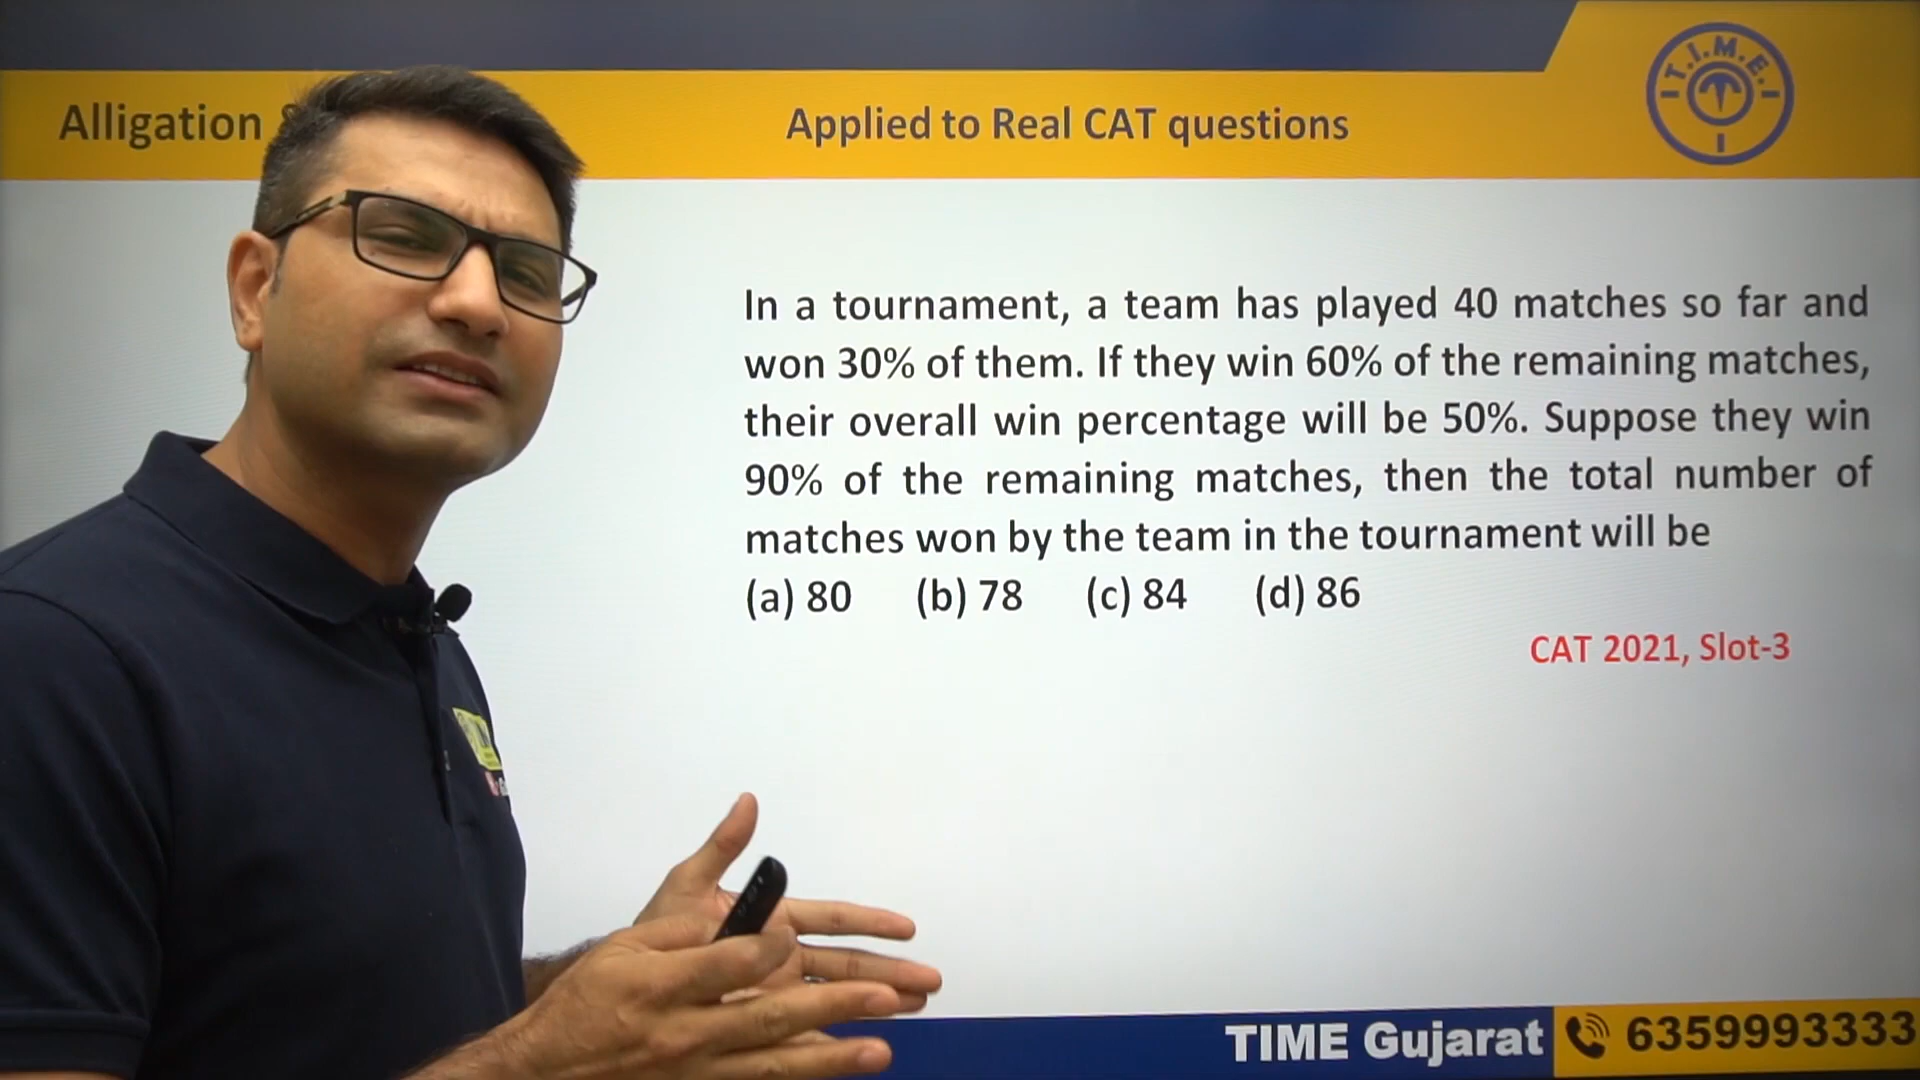 Alligation
Applied to Real CAT questions
T.I.M.E.
In a tournament, a team has played 40 matches so far and
won 30% of them. If they win 60% of the remaining matches,
their overall win percentage will be 50%. Suppose they win
90% of the remaining matches, then the total number of
matches won by the team in the tournament will be
(a) 80 (b) 78 (c) 84 (d) 86
CAT 2021, Slot-3
TIME Gujarat 6359993333